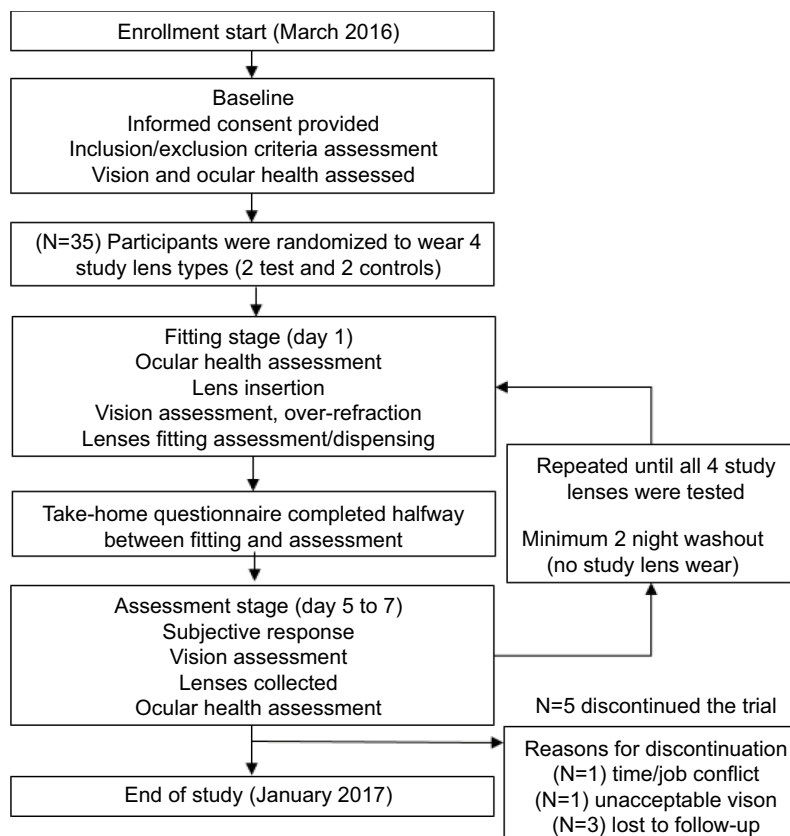 Enrollment start (March 2016)
Baseline
Informed consent provided
Inclusion/exclusion criteria assessment
Vision and ocular health assessed
(N=35) Participants were randomized to wear 4
study lens types (2 test and 2 controls)
Fitting stage (day 1)
Ocular health assessment
Lens insertion
Vision assessment, over-refraction
Lenses fitting assessment/dispensing
Take-home questionnaire completed halfway
between fitting and assessment
Assessment stage (day 5 to 7)
Subjective response
Vision assessment
Lenses collected
Ocular health assessment
Repeated until all 4 study
lenses were tested
Minimum 2 night washout
(no study lens wear)
N=5 discontinued the trial
Reasons for discontinuation
(N=1) time/job conflict
(N=1) unacceptable vison
(N=3) lost to follow-up
End of study (January 2017)